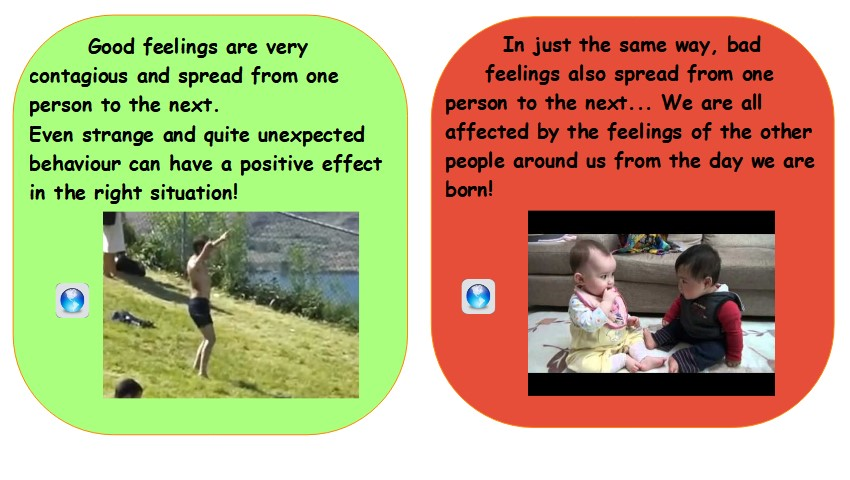 Good feelings are very
contagious and spread from one
person to the next.
Even strange and quite unexpected
behaviour can have a positive effect
in the right situation!
In just the same way, bad
feelings also spread from one
person to the next... We are all
affected by the feelings of the other
people around us from the day we are
born!